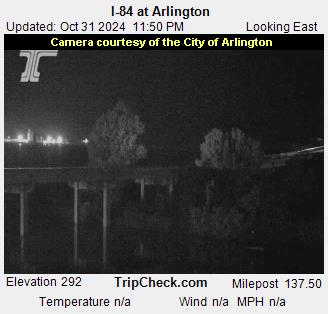 I-84 at Arlington
Updated: Oct 31 2024 11:50 PM Looking East
Camera courtesy of the City of Arlington
Elevation 292 TripCheck.com Milepost 137.50
Temperature n/a Wind n/a MPH n/a